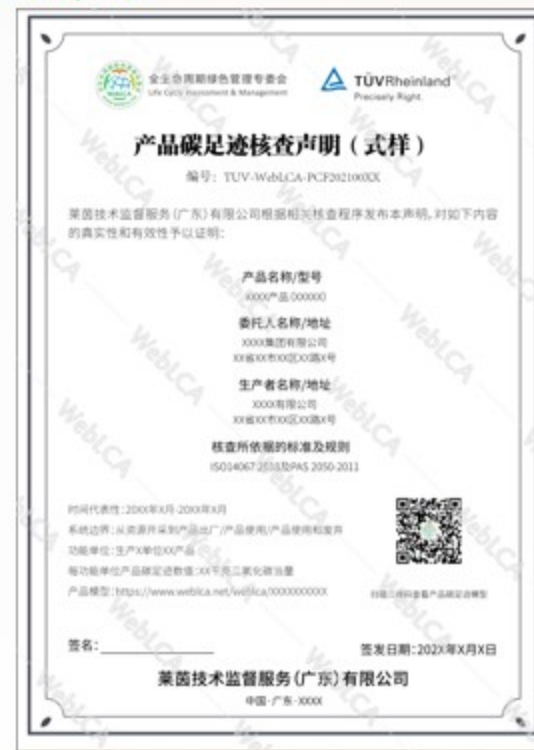 全生命周期绿色管理专委会
Life Cycle Assessment & Management
TÜVRheinland
Precisely Right.
产品碳足迹核查声明（式样）
编号：TUV-WebLCA-PCF202100XX
莱茵技术监督服务(广东)有限公司根据相关核查程序发布本声明,对如下内容
的真实性和有效性予以证明:
产品名称/型号
XXXX产品(XXXXXX)
委托人名称/地址
XXXX集团有限公司
XX省XX市XX区XX路X号
生产者名称/地址
XXXX有限公司
XX省XX市XX区XX路X号
核查所依据的标准及规则
ISO14067:2018及PAS 2050-2011
时间代表性:20XX年X月-20XX年X月
系统边界:从资源开采到产品出厂/产品使用/产品使用和废弃
功能单位:生产X单位XX产品
每功能单位产品碳足迹数值:XX千克二氧化碳当量
产品模型:https://www.weblca.net/weblca/XXXXXXXXXX
扫描二维码查看产品碳足迹模型
签名:
签发日期:202X年X月X日
莱茵技术监督服务(广东)有限公司
中国-广东-XXXX
WebLCA